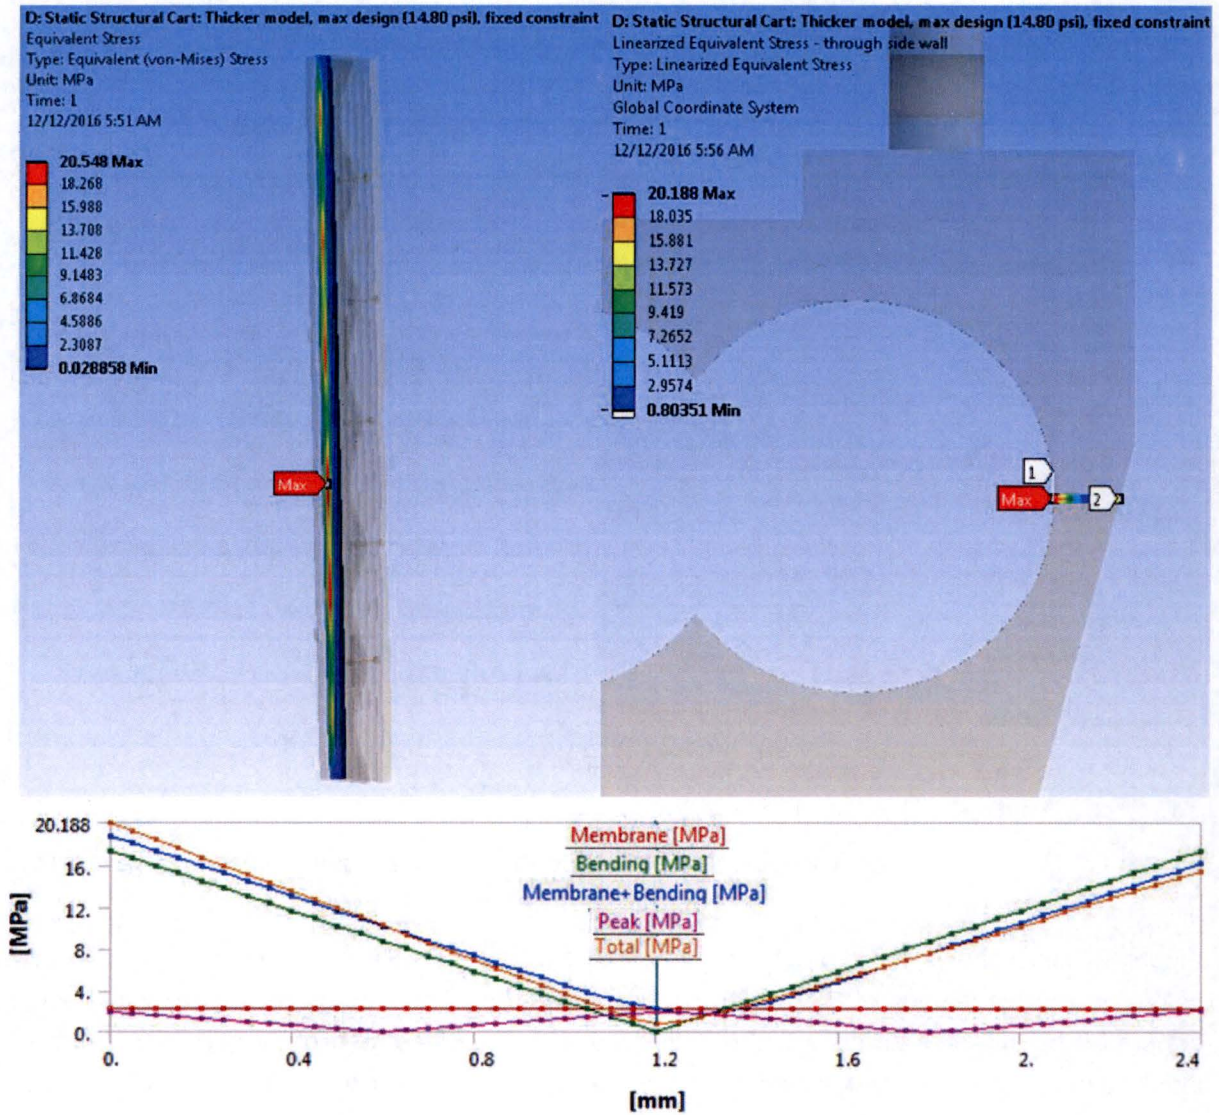 D: Static Structural Cart: Thicker model, max design (14.80 psi), fixed constraint
Equivalent Stress
Type: Equivalent (von-Mises) Stress
Unit: MPa
Time: 1
12/12/2016 5:51 AM
20.548 Max
18.268
15.988
13.708
11.428
9.1483
6.8684
4.5886
2.3087
0.028858 Min
Max
D: Static Structural Cart: Thicker model, max design (14.80 psi), fixed constraint
Linearized Equivalent Stress - through side wall
Type: Linearized Equivalent Stress
Unit: MPa
Global Coordinate System
Time: 1
12/12/2016 5:56 AM
20.188 Max
18.035
15.881
13.727
11.573
9.419
7.2652
5.1113
2.9574
0.80351 Min
1
Max
2
20.188
16.
12.
8.
4.
0.
[MPa]
Membrane [MPa]
Bending [MPa]
Membrane+Bending [MPa]
Peak [MPa]
Total [MPa]
0.
0.4
0.8
1.2
1.6
2.
2.4
[mm]